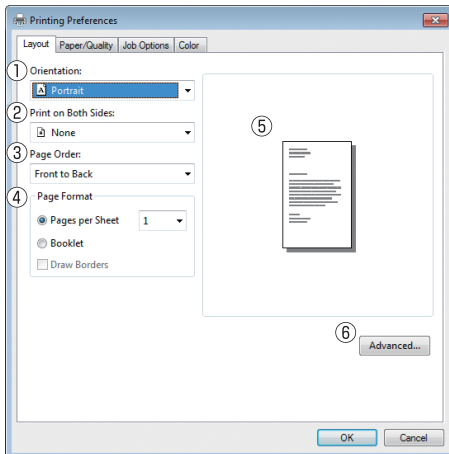 Printing Preferences
Layout Paper/Quality Job Options Color
① Orientation:
A Portrait
② Print on Both Sides:
None
③ Page Order:
Front to Back
④ Page Format
Pages per Sheet 1
Booklet
Draw Borders
⑤
⑥
Advanced...
OK Cancel